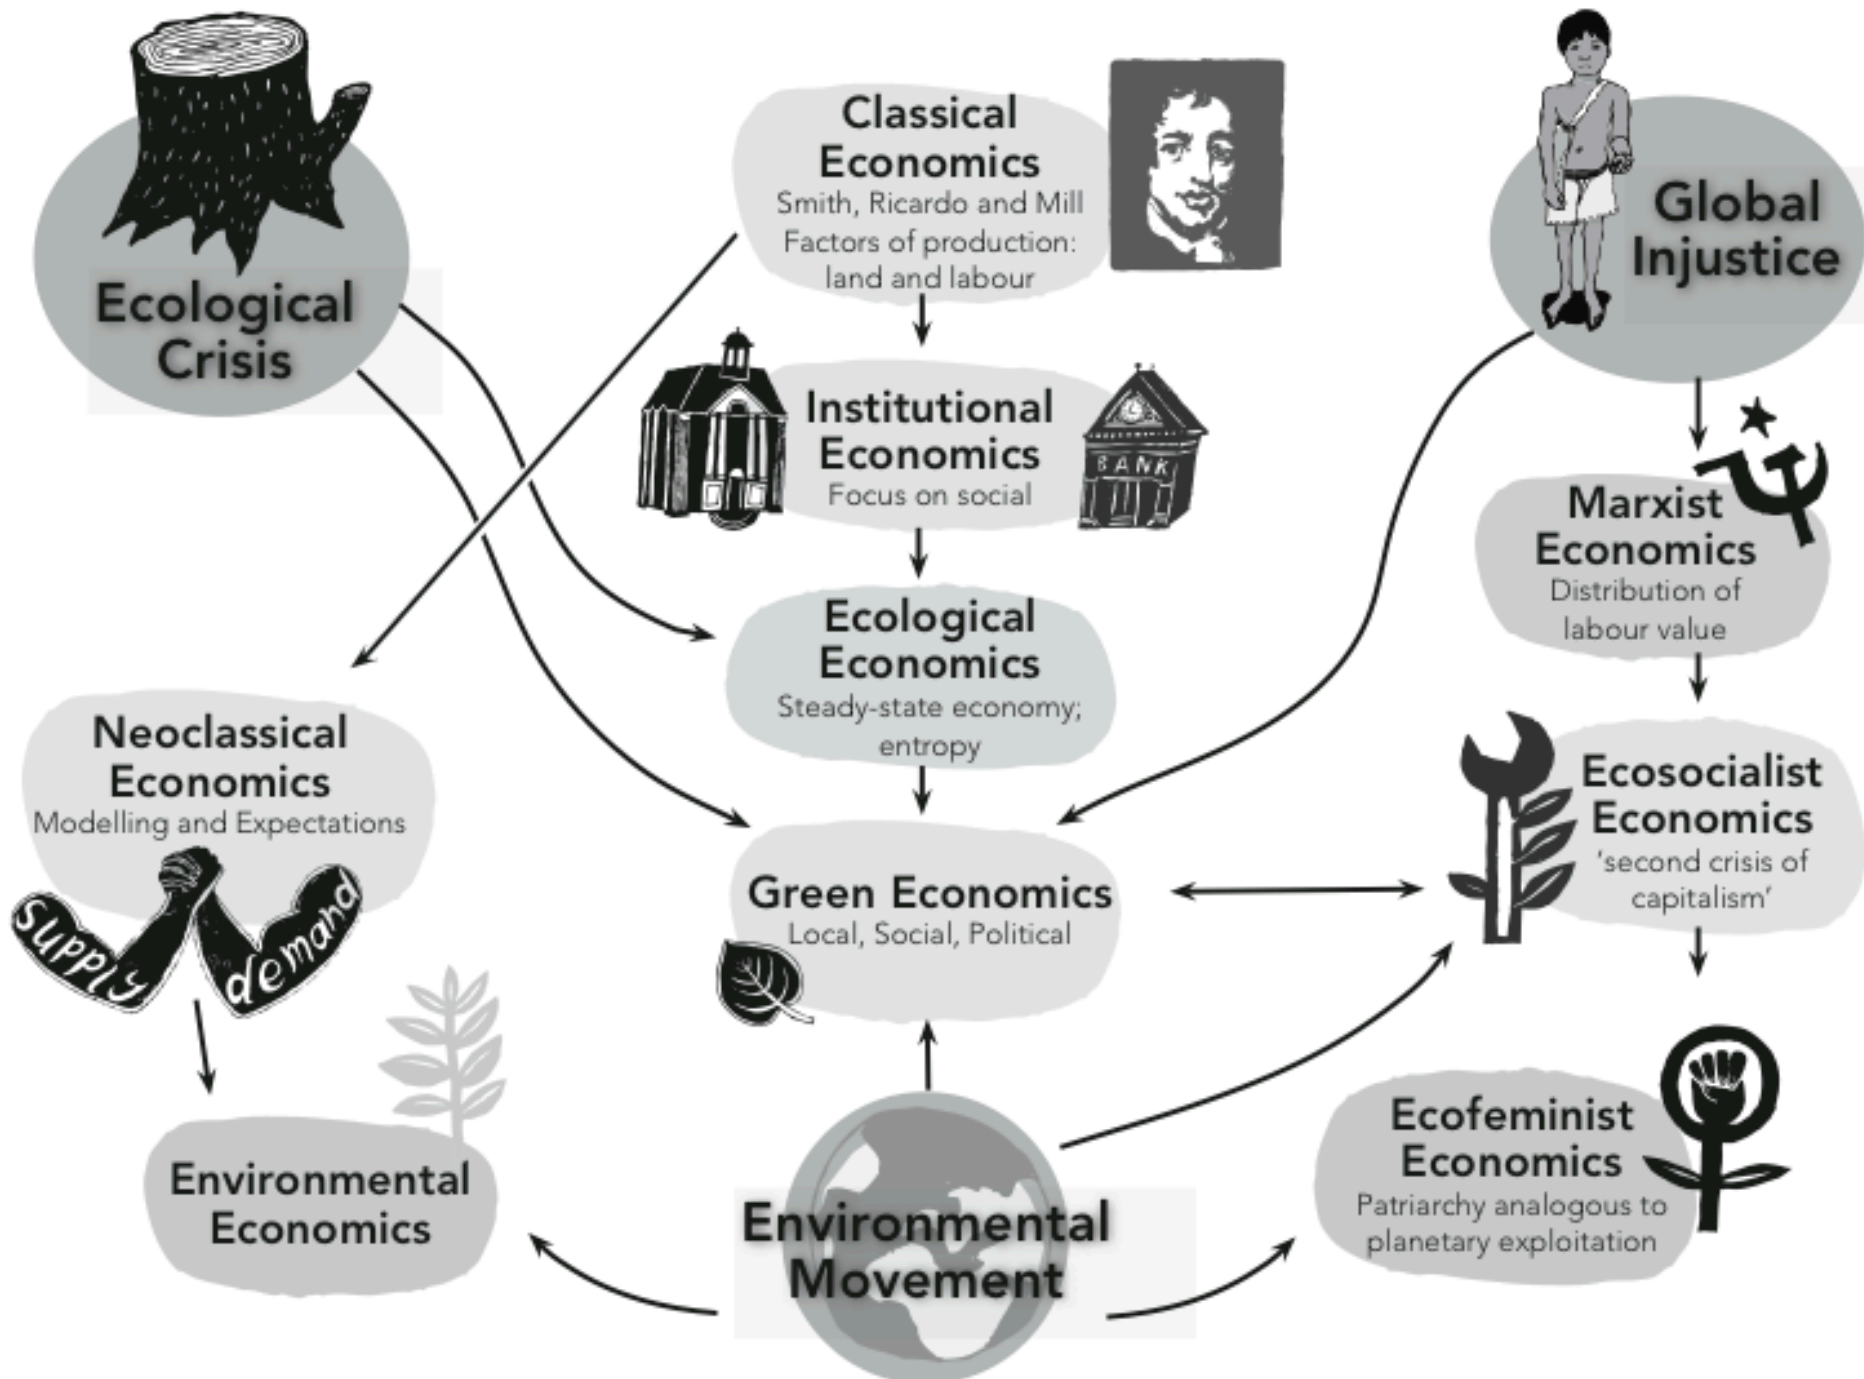 Ecological
Crisis
Classical
Economics
Smith, Ricardo and Mill
Factors of production:
land and labour
Global
Injustice
Institutional
Economics
Focus on social
BANK
Marxist
Economics
Distribution of
labour value
Ecological
Economics
Steady-state economy;
entropy
Neoclassical
Economics
Modelling and Expectations
supply
demand
Green Economics
Local, Social, Political
Ecosocialist
Economics
‘second crisis of
capitalism’
Environmental
Economics
Environmental
Movement
Ecofeminist
Economics
Patriarchy analogous to
planetary exploitation